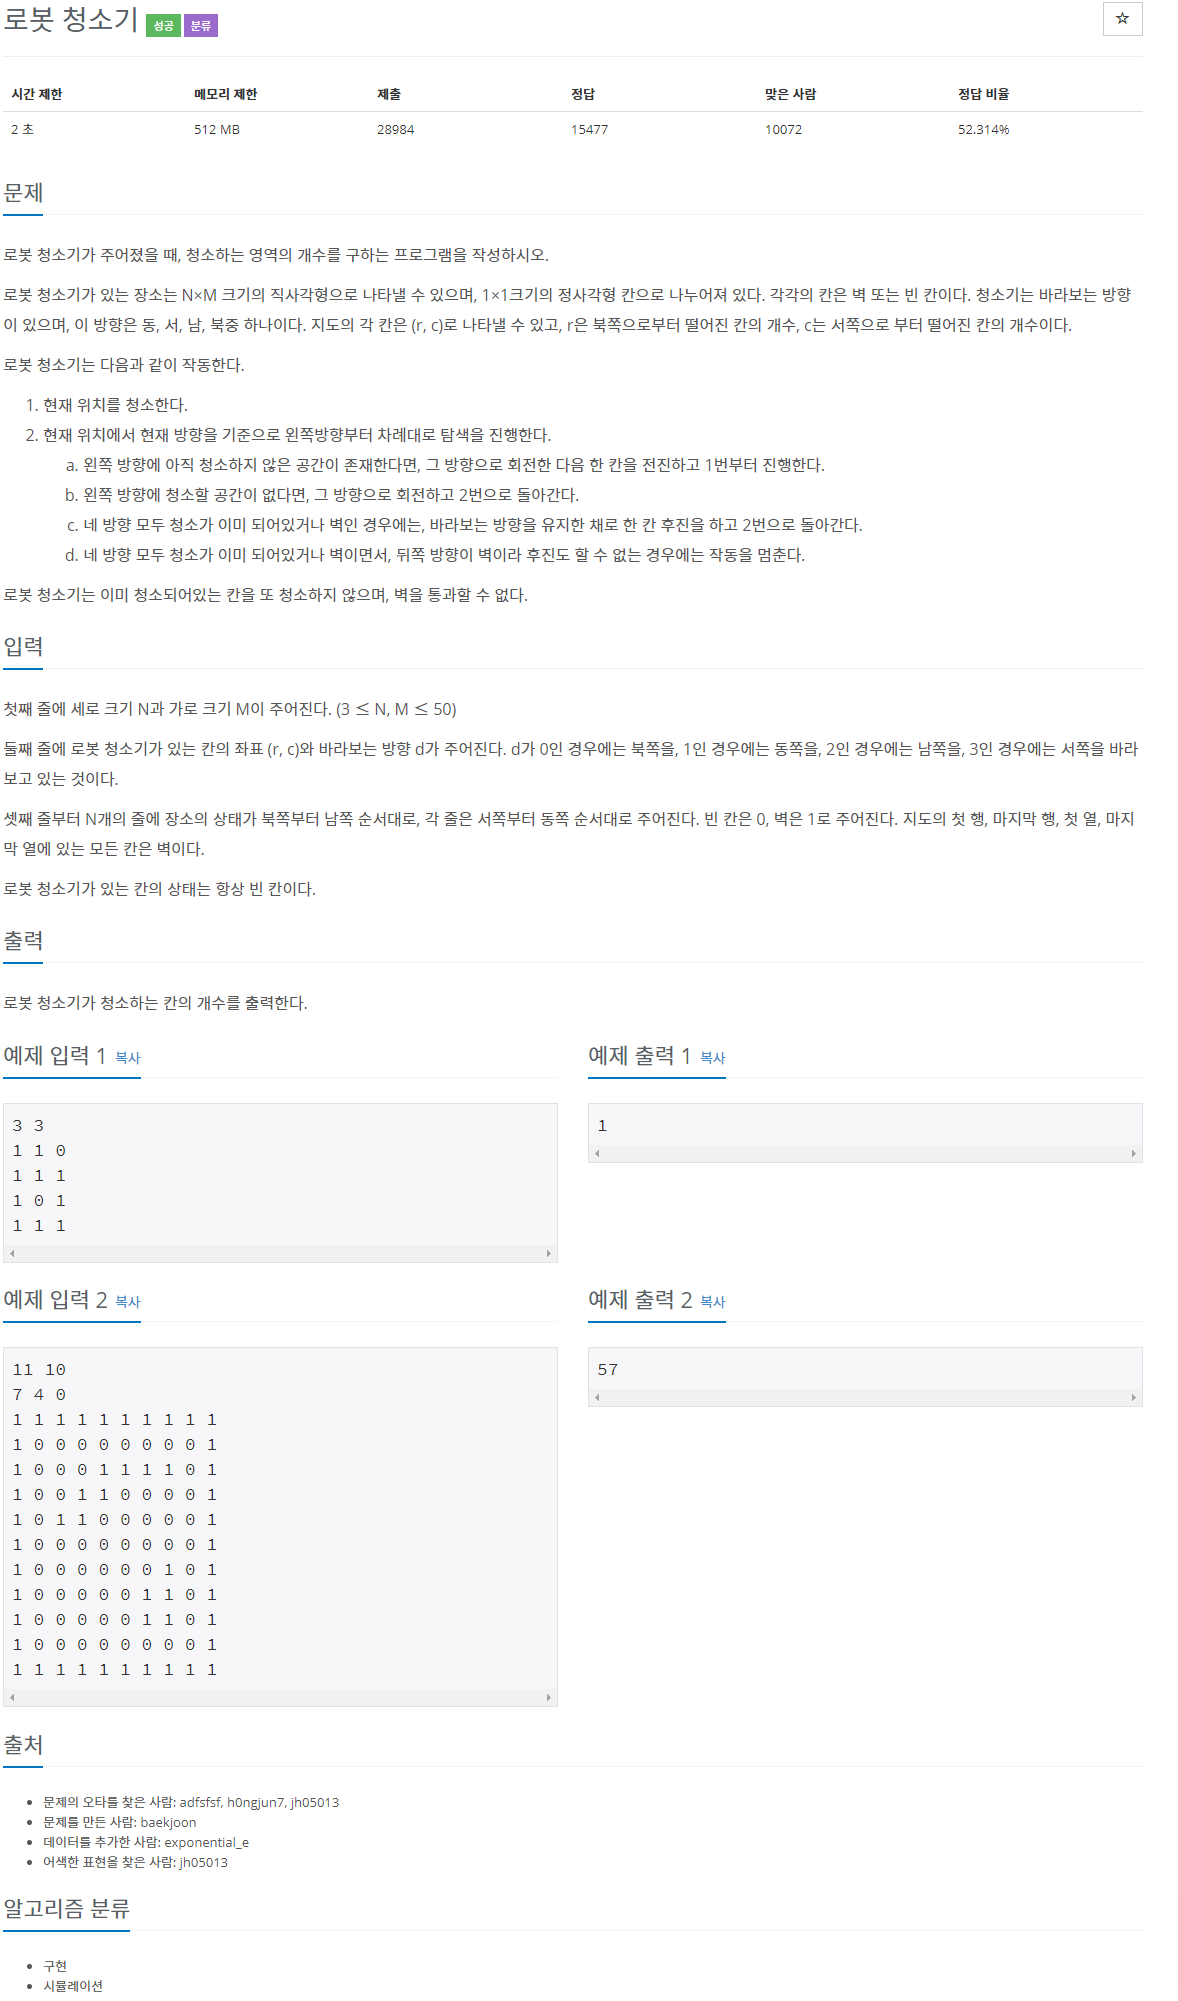 로봇 청소기 성공 분류 ☆
시간 제한 메모리 제한 제출 정답 맞은 사람 정답 비율
2 초 512 MB 28984 15477 10072 52.314%
문제
로봇 청소기가 주어졌을 때, 청소하는 영역의 개수를 구하는 프로그램을 작성하시오.
로봇 청소기가 있는 장소는 N×M 크기의 직사각형으로 나타낼 수 있으며, 1×1크기의 정사각형 칸으로 나누어져 있다. 각각의 칸은 벽 또는 빈 칸이다. 청소기는 바라보는 방향
이 있으며, 이 방향은 동, 서, 남, 북중 하나이다. 지도의 각 칸은 (r, c)로 나타낼 수 있고, r은 북쪽으로부터 떨어진 칸의 개수, c는 서쪽으로 부터 떨어진 칸의 개수이다.
로봇 청소기는 다음과 같이 작동한다.
1. 현재 위치를 청소한다.
2. 현재 위치에서 현재 방향을 기준으로 왼쪽방향부터 차례대로 탐색을 진행한다.
a. 왼쪽 방향에 아직 청소하지 않은 공간이 존재한다면, 그 방향으로 회전한 다음 한 칸을 전진하고 1번부터 진행한다.
b. 왼쪽 방향에 청소할 공간이 없다면, 그 방향으로 회전하고 2번으로 돌아간다.
c. 네 방향 모두 청소가 이미 되어있거나 벽인 경우에는, 바라보는 방향을 유지한 채로 한 칸 후진을 하고 2번으로 돌아간다.
d. 네 방향 모두 청소가 이미 되어있거나 벽이면서, 뒤쪽 방향이 벽이라 후진도 할 수 없는 경우에는 작동을 멈춘다.
로봇 청소기는 이미 청소되어있는 칸을 또 청소하지 않으며, 벽을 통과할 수 없다.
입력
첫째 줄에 세로 크기 N과 가로 크기 M이 주어진다. (3 ≤ N, M ≤ 50)
둘째 줄에 로봇 청소기가 있는 칸의 좌표 (r, c)와 바라보는 방향 d가 주어진다. d가 0인 경우에는 북쪽을, 1인 경우에는 동쪽을, 2인 경우에는 남쪽을, 3인 경우에는 서쪽을 바라
보고 있는 것이다.
셋째 줄부터 N개의 줄에 장소의 상태가 북쪽부터 남쪽 순서대로, 각 줄은 서쪽부터 동쪽 순서대로 주어진다. 빈 칸은 0, 벽은 1로 주어진다. 지도의 첫 행, 마지막 행, 첫 열, 마지
막 열에 있는 모든 칸은 벽이다.
로봇 청소기가 있는 칸의 상태는 항상 빈 칸이다.
출력
로봇 청소기가 청소하는 칸의 개수를 출력한다.
예제 입력 1 복사
3 3
1 1 0
1 1 1
1 0 1
1 1 1
예제 출력 1 복사
1
예제 입력 2 복사
11 10
7 4 0
1 1 1 1 1 1 1 1 1 1
1 0 0 0 0 0 0 0 0 1
1 0 0 0 1 1 1 1 0 1
1 0 0 1 1 0 0 0 0 1
1 0 1 1 0 0 0 0 0 1
1 0 0 0 0 0 0 0 0 1
1 0 0 0 0 0 0 1 0 1
1 0 0 0 0 0 1 1 0 1
1 0 0 0 0 0 1 1 0 1
1 0 0 0 0 0 0 0 0 1
1 1 1 1 1 1 1 1 1 1
예제 출력 2 복사
57
출처
문제의 오타를 찾은 사람: adfsfsf, h0ngjun7, jh05013
문제를 만든 사람: baekjoon
데이터를 추가한 사람: exponential_e
어색한 표현을 찾은 사람: jh05013
알고리즘 분류
구현
시뮬레이션